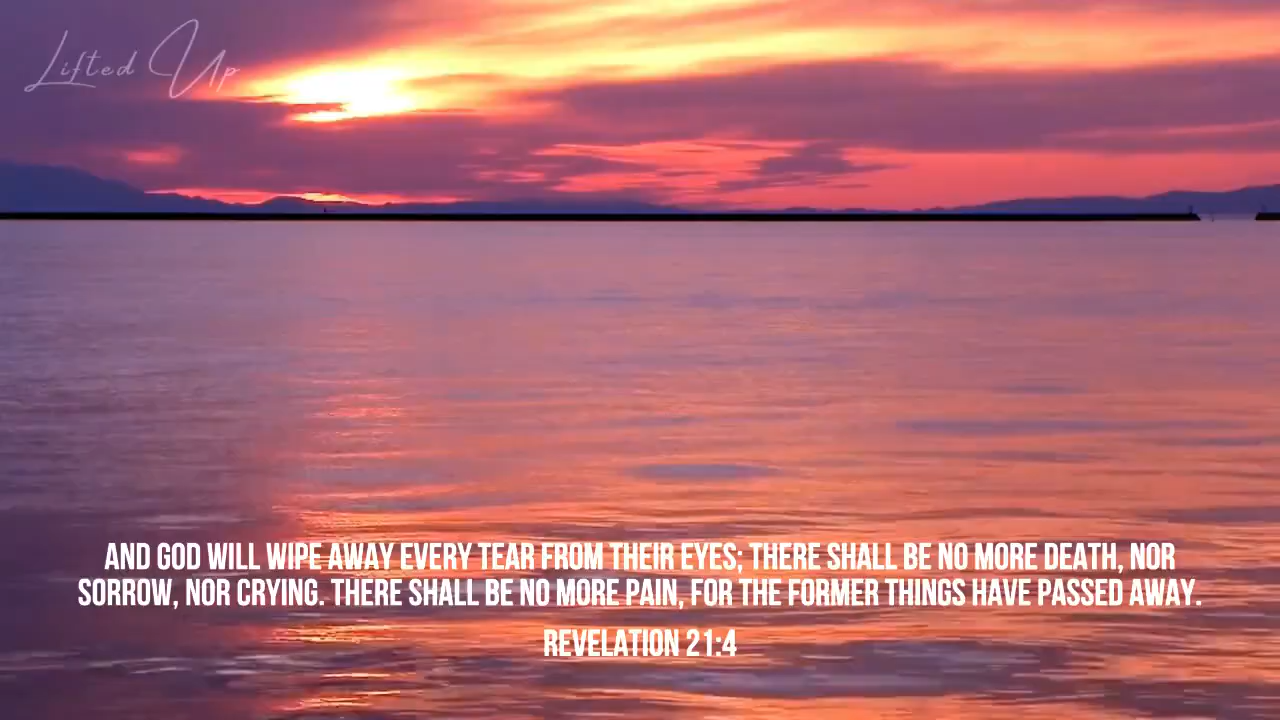 Lifted Up
AND GOD WILL WIPE AWAY EVERY TEAR FROM THEIR EYES; THERE SHALL BE NO MORE DEATH, NOR
SORROW, NOR CRYING. THERE SHALL BE NO MORE PAIN, FOR THE FORMER THINGS HAVE PASSED AWAY.
REVELATION 21:4